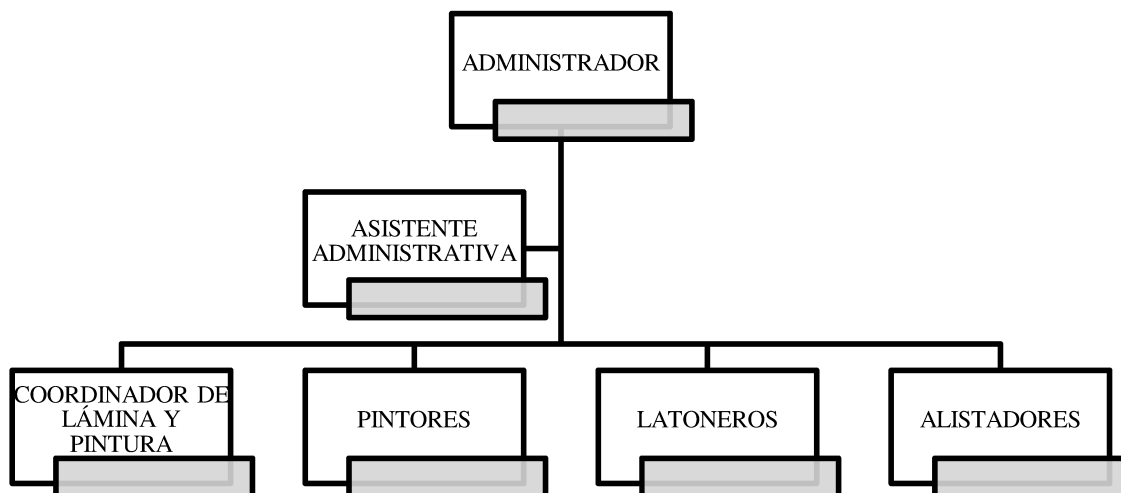 ADMINISTRADOR
ASISTENTE
ADMINISTRATIVA
COORDINADOR DE
LÁMINA Y
PINTURA
PINTORES
LATONEROS
ALISTADORES